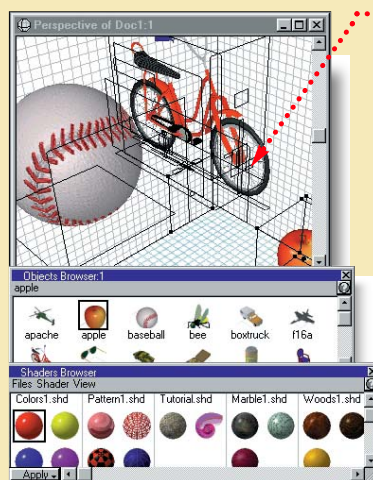 Perspective of Doc1:1
Objects Browser:1
apple
apache apple baseball bee boxtruck f16a
Shaders Browser
Files Shader View
Colors1.shd Pattern1.shd Tutorial.shd Marble1.shd Woods1.shd
Apply